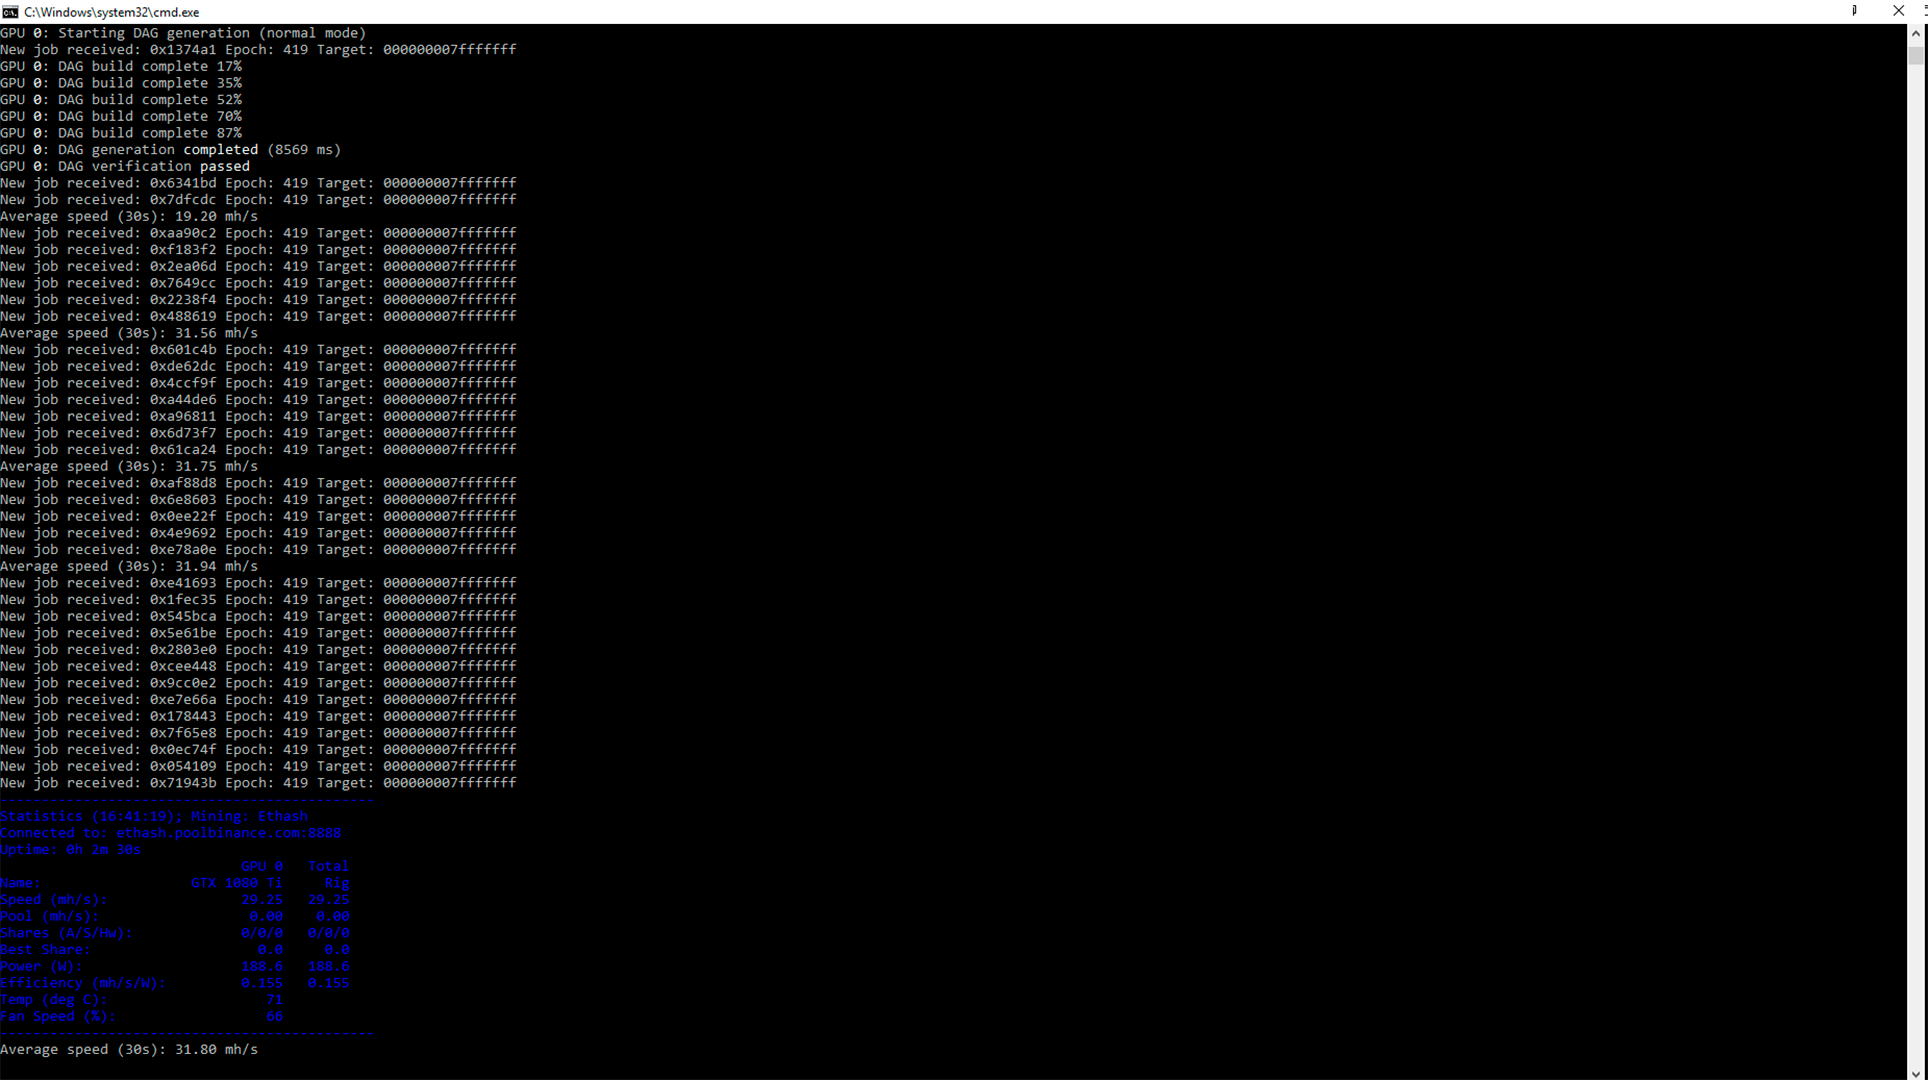 C:\Windows\system32\cmd.exe
GPU 0: Starting DAG generation (normal mode)
New job received: 0x1374a1 Epoch: 419 Target: 000000007fffffff
GPU 0: DAG build complete 17%
GPU 0: DAG build complete 35%
GPU 0: DAG build complete 52%
GPU 0: DAG build complete 70%
GPU 0: DAG build complete 87%
GPU 0: DAG generation completed (8569 ms)
GPU 0: DAG verification passed
New job received: 0x6341bd Epoch: 419 Target: 000000007fffffff
New job received: 0x7dfcdc Epoch: 419 Target: 000000007fffffff
Average speed (30s): 19.20 mh/s
New job received: 0xaa90c2 Epoch: 419 Target: 000000007fffffff
New job received: 0xf183f2 Epoch: 419 Target: 000000007fffffff
New job received: 0x2ea06d Epoch: 419 Target: 000000007fffffff
New job received: 0x7649cc Epoch: 419 Target: 000000007fffffff
New job received: 0x2238f4 Epoch: 419 Target: 000000007fffffff
New job received: 0x488619 Epoch: 419 Target: 000000007fffffff
Average speed (30s): 31.56 mh/s
New job received: 0x601c4b Epoch: 419 Target: 000000007fffffff
New job received: 0xde62dc Epoch: 419 Target: 000000007fffffff
New job received: 0x4ccf9f Epoch: 419 Target: 000000007fffffff
New job received: 0xa44de6 Epoch: 419 Target: 000000007fffffff
New job received: 0xa96811 Epoch: 419 Target: 000000007fffffff
New job received: 0x6d73f7 Epoch: 419 Target: 000000007fffffff
New job received: 0x61ca24 Epoch: 419 Target: 000000007fffffff
Average speed (30s): 31.75 mh/s
New job received: 0xaf88d8 Epoch: 419 Target: 000000007fffffff
New job received: 0x6e8603 Epoch: 419 Target: 000000007fffffff
New job received: 0x0ee22f Epoch: 419 Target: 000000007fffffff
New job received: 0x4e9692 Epoch: 419 Target: 000000007fffffff
New job received: 0xe78a0e Epoch: 419 Target: 000000007fffffff
Average speed (30s): 31.94 mh/s
New job received: 0xe41693 Epoch: 419 Target: 000000007fffffff
New job received: 0x1fec35 Epoch: 419 Target: 000000007fffffff
New job received: 0x545bca Epoch: 419 Target: 000000007fffffff
New job received: 0x5e61be Epoch: 419 Target: 000000007fffffff
New job received: 0x2803e0 Epoch: 419 Target: 000000007fffffff
New job received: 0xcee448 Epoch: 419 Target: 000000007fffffff
New job received: 0x9cc0e2 Epoch: 419 Target: 000000007fffffff
New job received: 0xe7e66a Epoch: 419 Target: 000000007fffffff
New job received: 0x178443 Epoch: 419 Target: 000000007fffffff
New job received: 0x7f65e8 Epoch: 419 Target: 000000007fffffff
New job received: 0x0ec74f Epoch: 419 Target: 000000007fffffff
New job received: 0x054109 Epoch: 419 Target: 000000007fffffff
New job received: 0x71943b Epoch: 419 Target: 000000007fffffff
---------------------------------------------
Statistics (16:41:19); Mining: Ethash
Connected to: ethash.poolbinance.com:8888
Uptime: 0h 2m 30s
GPU 0 Total
Name: GTX 1080 Ti Rig
Speed (mh/s): 29.25 29.25
Pool (mh/s): 0.00 0.00
Shares (A/S/Hw): 0/0/0 0/0/0
Best Share: 0.0 0.0
Power (W): 188.6 188.6
Efficiency (mh/s/W): 0.155 0.155
Temp (deg C): 71
Fan Speed (%): 66
---------------------------------------------
Average speed (30s): 31.80 mh/s